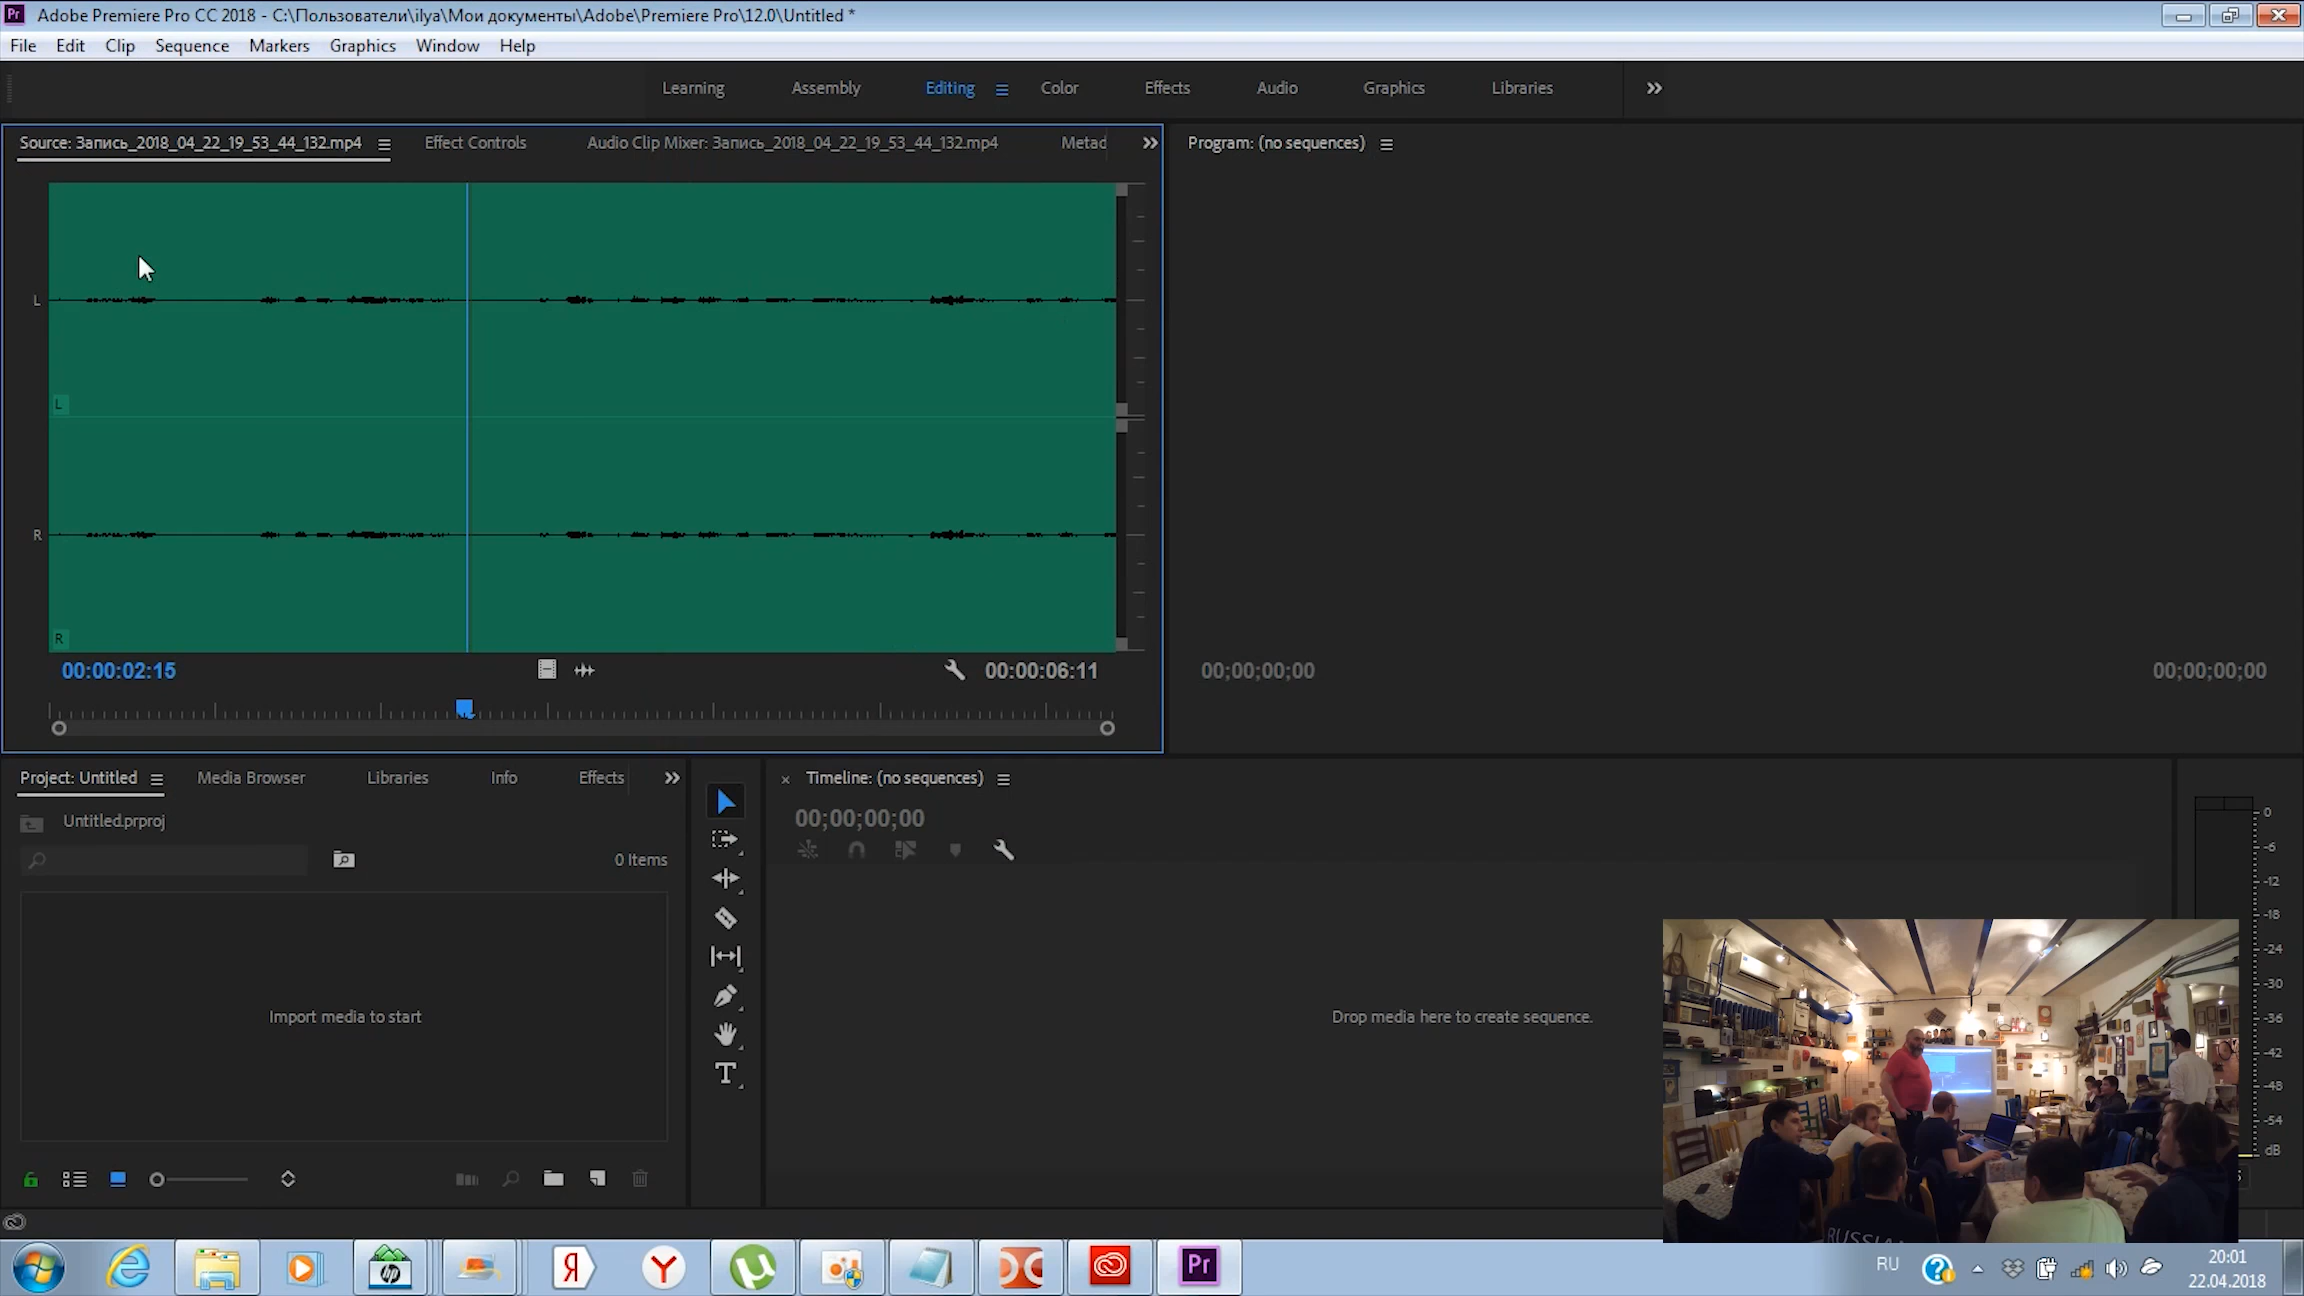 Adobe Premiere Pro CC 2018 - C:\Пользователи\ilya\Мои документы\Adobe\Premiere Pro\12.0\Untitled *
File Edit Clip Sequence Markers Graphics Window Help
Learning Assembly Editing Color Effects Audio Graphics Libraries
Source: Запись_2018_04_22_19_53_44_132.mp4 Effect Controls Audio Clip Mixer: Запись_2018_04_22_19_53_44_132.mp4 Metad Program: (no sequences)
L
L
R
R
00:00:02:15 00:00:06:11 00;00;00;00 00;00;00;00
Project: Untitled Media Browser Libraries Info Effects Timeline: (no sequences)
Untitled.prproj 00;00;00;00
0 Items
Import media to start
Drop media here to create sequence.
0
-6
-12
-18
-24
-30
-36
-42
-48
-54
dB
RUSSIA
RU 20:01
22.04.2018